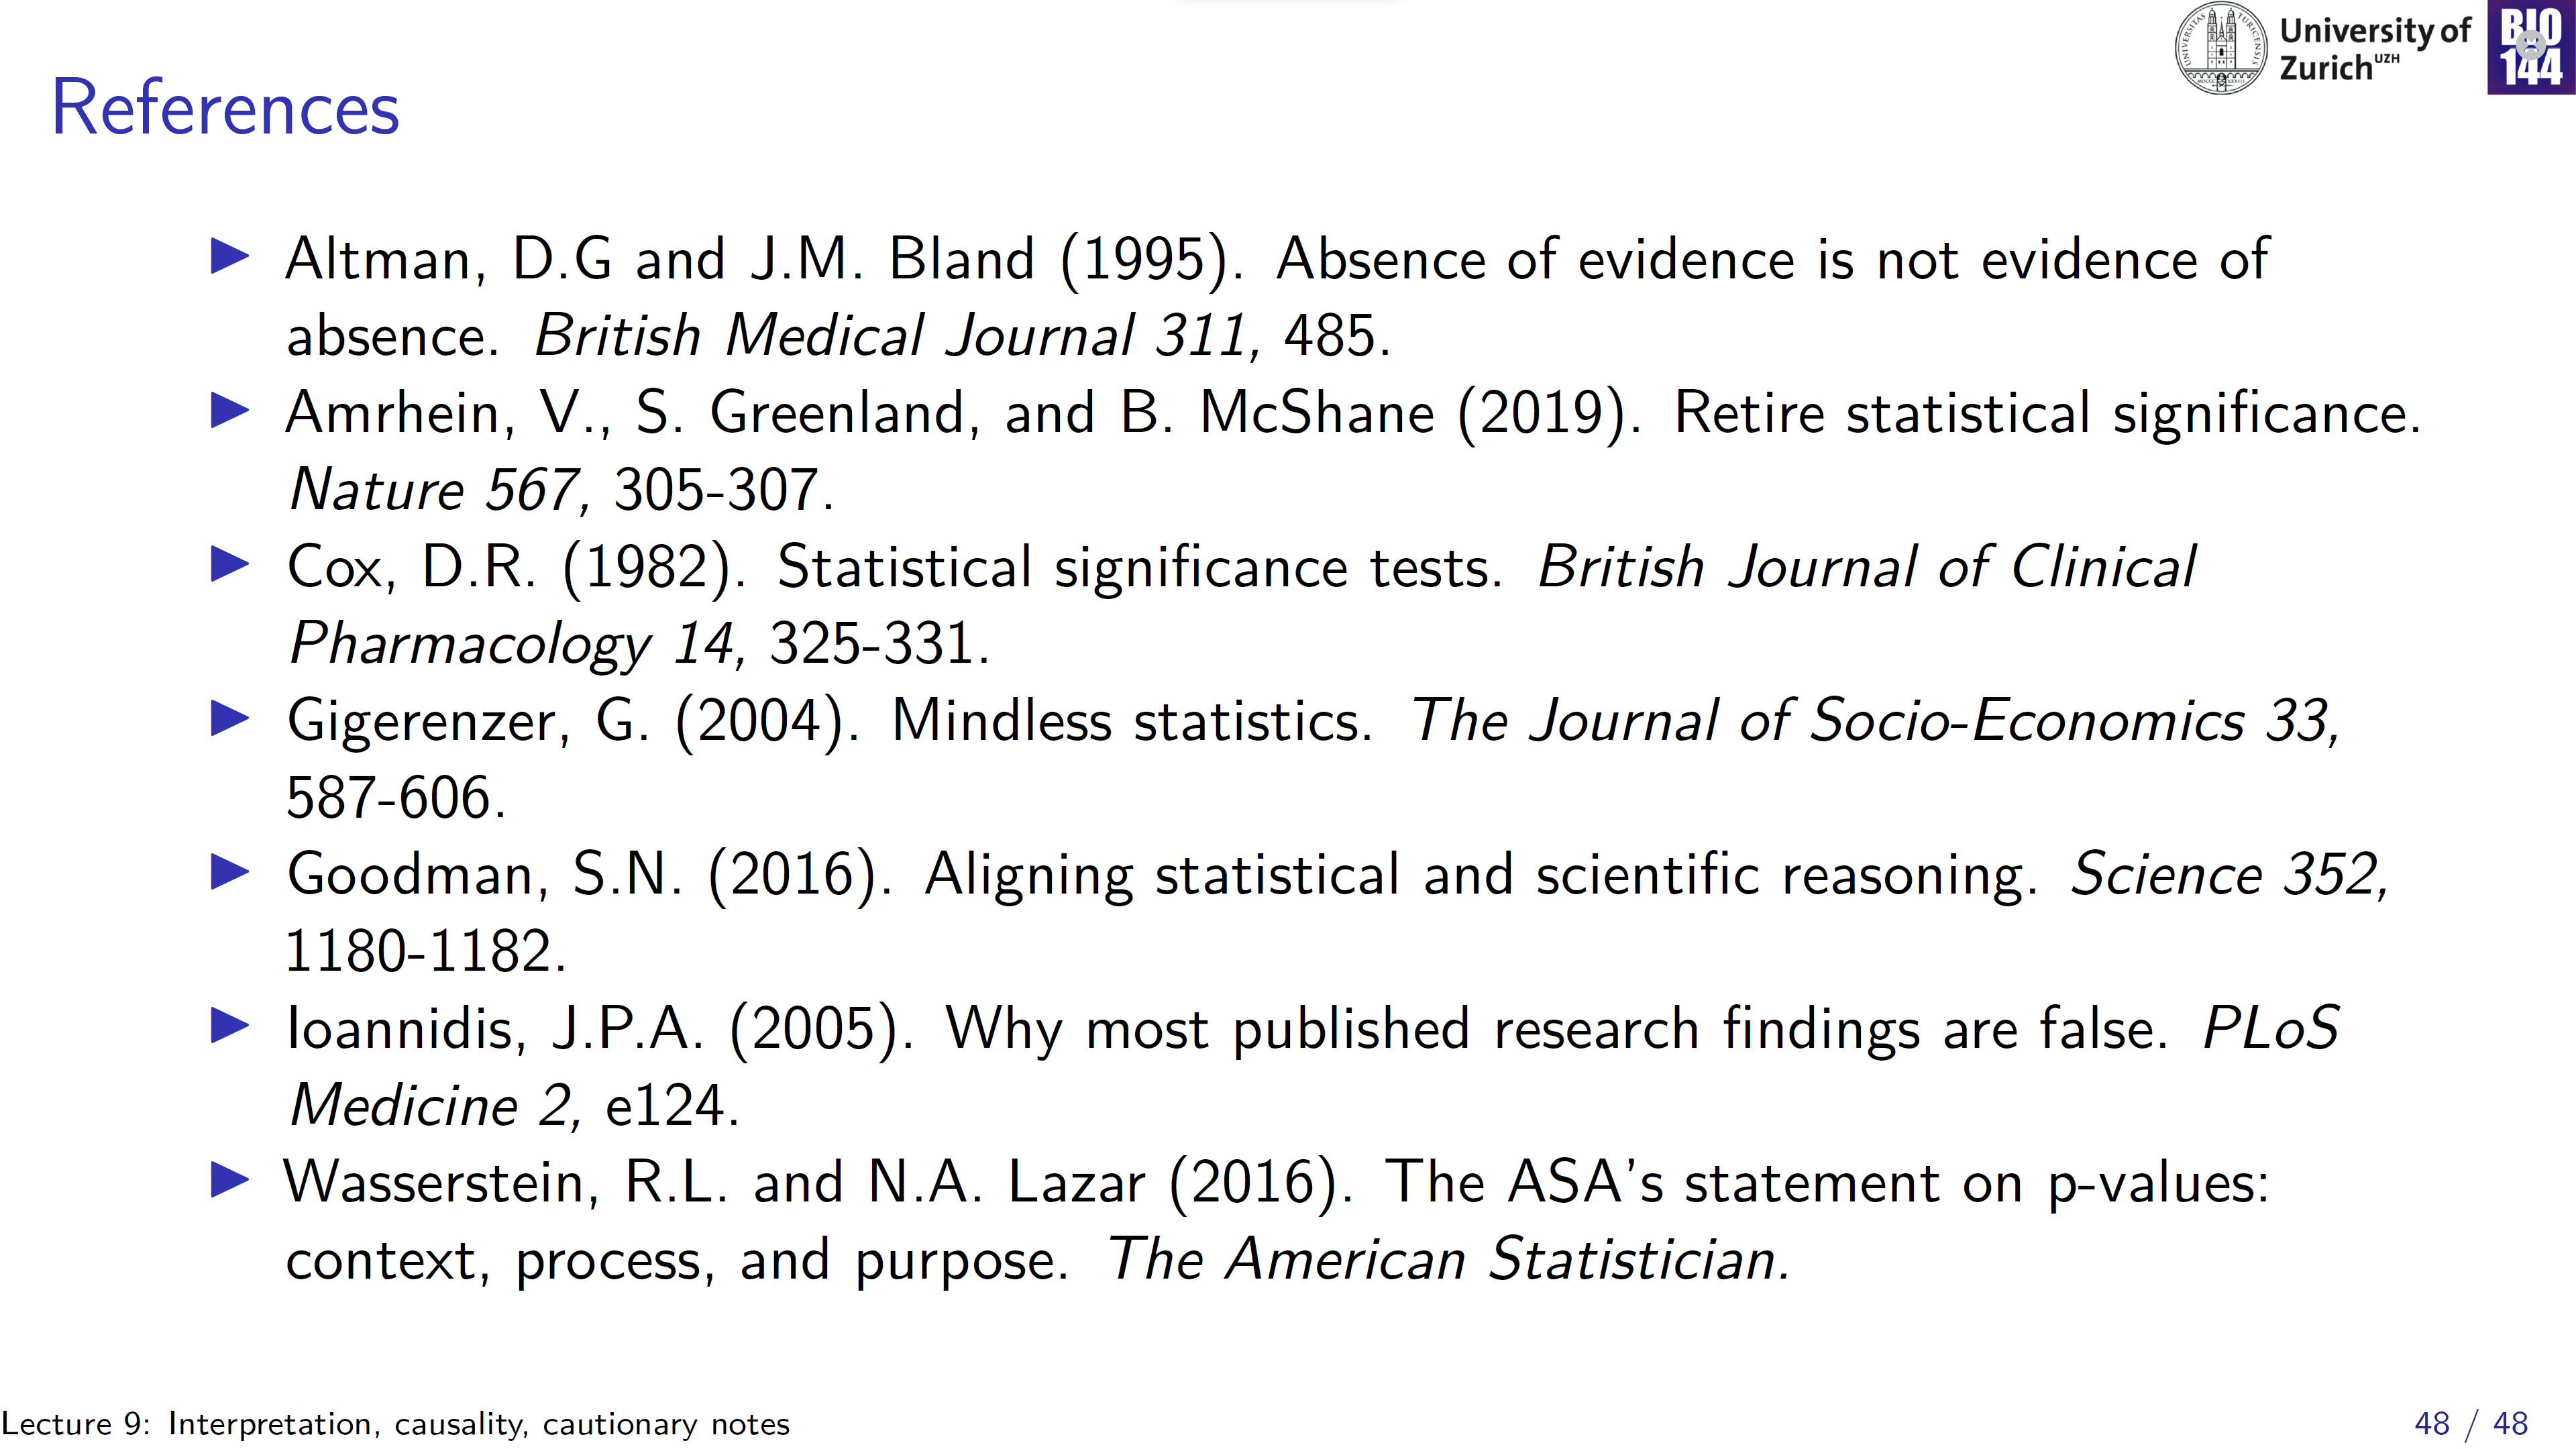 University of
Zurich UZH
BIO
144
References
Altman, D.G and J.M. Bland (1995). Absence of evidence is not evidence of
absence. British Medical Journal 311, 485.
Amrhein, V., S. Greenland, and B. McShane (2019). Retire statistical significance.
Nature 567, 305-307.
Cox, D.R. (1982). Statistical significance tests. British Journal of Clinical
Pharmacology 14, 325-331.
Gigerenzer, G. (2004). Mindless statistics. The Journal of Socio-Economics 33,
587-606.
Goodman, S.N. (2016). Aligning statistical and scientific reasoning. Science 352,
1180-1182.
Ioannidis, J.P.A. (2005). Why most published research findings are false. PLoS
Medicine 2, e124.
Wasserstein, R.L. and N.A. Lazar (2016). The ASA's statement on p-values:
context, process, and purpose. The American Statistician.
Lecture 9: Interpretation, causality, cautionary notes
48 / 48